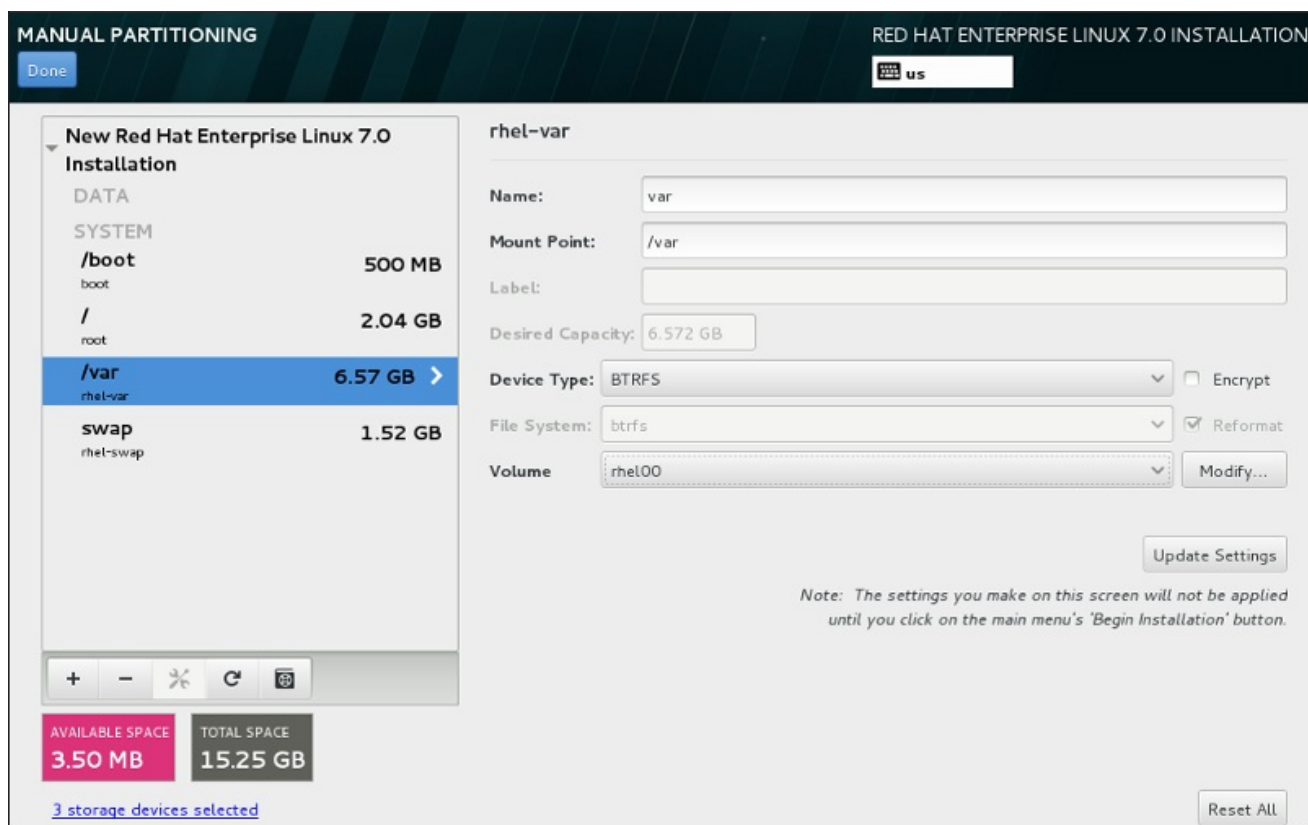 MANUAL PARTITIONING
Done
RED HAT ENTERPRISE LINUX 7.0 INSTALLATION
us
New Red Hat Enterprise Linux 7.0
Installation
DATA
SYSTEM
/boot 500 MB
boot
/ 2.04 GB
root
/var 6.57 GB
rhel-var
swap 1.52 GB
rhel-swap
+ −
AVAILABLE SPACE
3.50 MB
TOTAL SPACE
15.25 GB
3 storage devices selected
rhel-var
Name: var
Mount Point: /var
Label:
Desired Capacity: 6.572 GB
Device Type: BTRFS Encrypt
File System: btrfs Reformat
Volume rhel00 Modify...
Update Settings
Note: The settings you make on this screen will not be applied
until you click on the main menu's 'Begin Installation' button.
Reset All